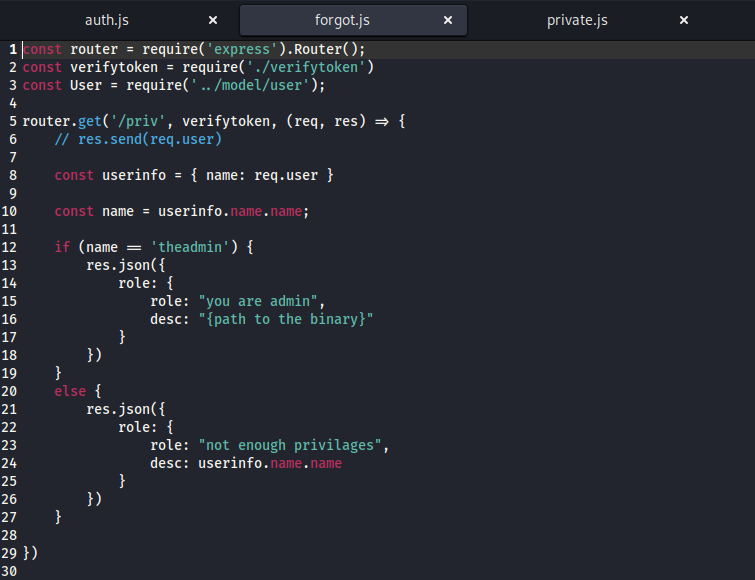 auth.js × forgot.js × private.js ×
1 const router = require('express').Router();
2 const verifytoken = require('./verifytoken')
3 const User = require('../model/user');
4
5 router.get('/priv', verifytoken, (req, res) => {
6     // res.send(req.user)
7
8     const userinfo = { name: req.user }
9
10     const name = userinfo.name.name;
11
12     if (name == 'theadmin') {
13         res.json({
14             role: {
15                 role: "you are admin",
16                 desc: "{path to the binary}"
17             }
18         })
19     }
20     else {
21         res.json({
22             role: {
23                 role: "not enough privilages",
24                 desc: userinfo.name.name
25             }
26         })
27     }
28
29 })
30